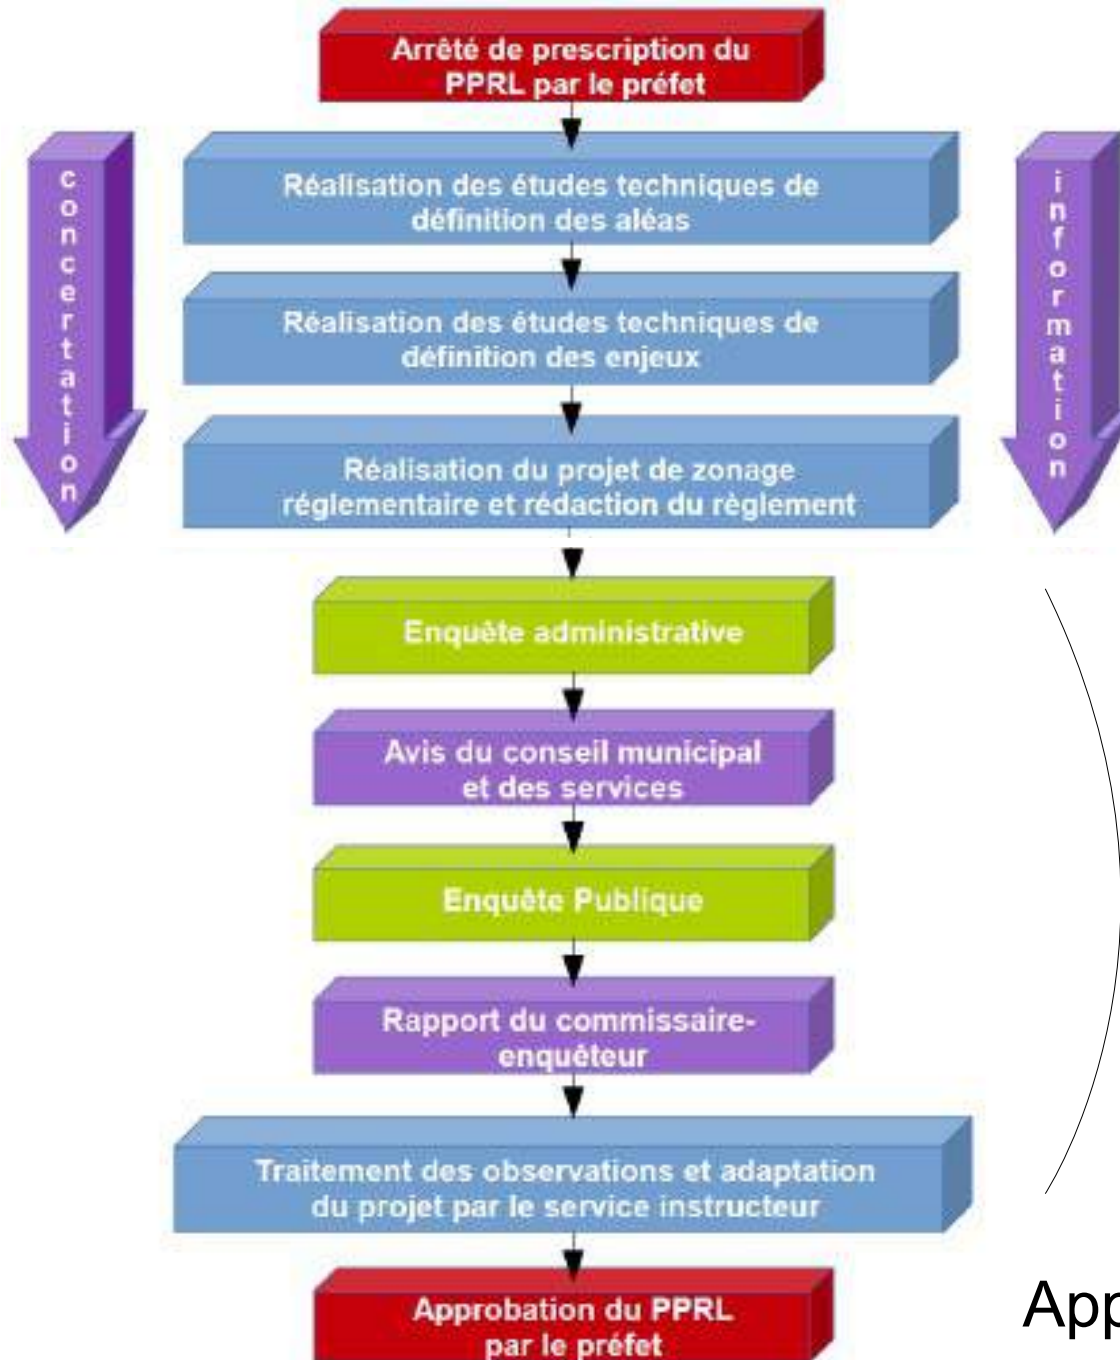 Arrêté de prescription du
PPRL par le préfet
concertation
information
Réalisation des études techniques de
définition des aléas
Réalisation des études techniques de
définition des enjeux
Réalisation du projet de zonage
réglementaire et rédaction du règlement
Enquête administrative
Avis du conseil municipal
et des services
Enquête Publique
Rapport du commissaire-
enquêteur
Traitement des observations et adaptation
du projet par le service instructeur
Approbation du PPRL
par le préfet
App